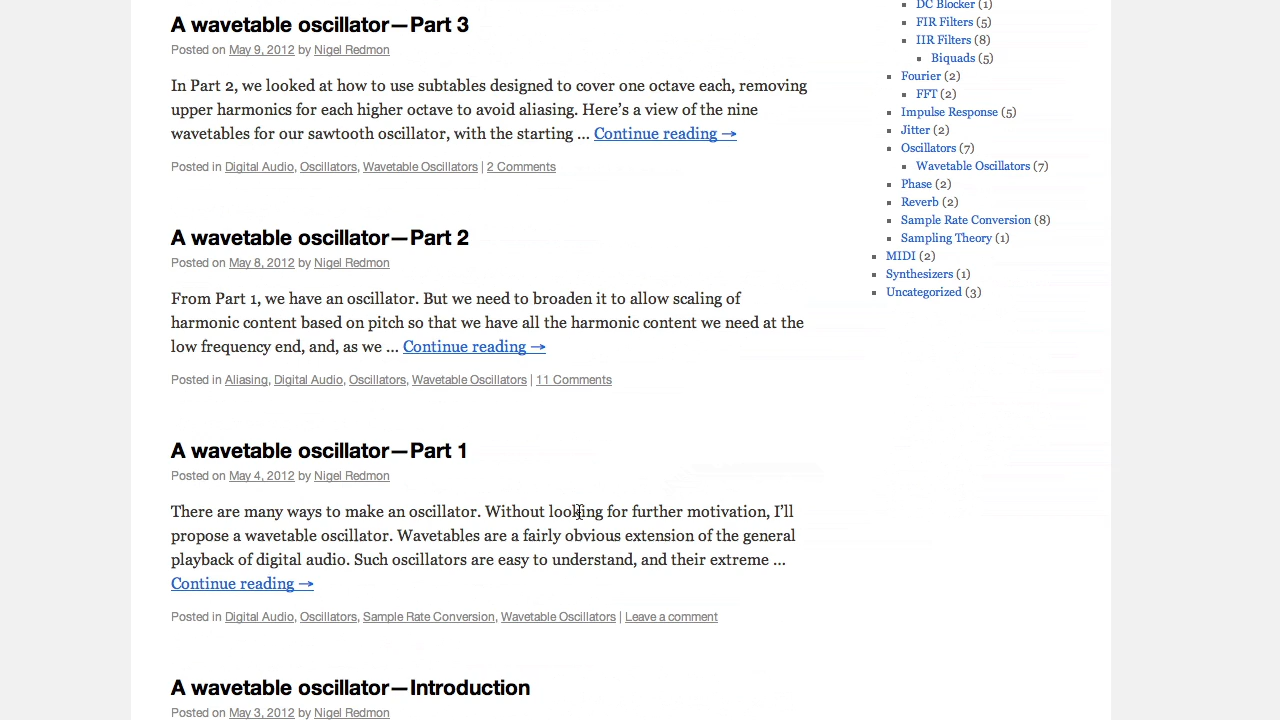 A wavetable oscillator—Part 3
Posted on May 9, 2012 by Nigel Redmon
In Part 2, we looked at how to use subtables designed to cover one octave each, removing
upper harmonics for each higher octave to avoid aliasing. Here's a view of the nine
wavetables for our sawtooth oscillator, with the starting … Continue reading →
Posted in Digital Audio, Oscillators, Wavetable Oscillators | 2 Comments
A wavetable oscillator—Part 2
Posted on May 8, 2012 by Nigel Redmon
From Part 1, we have an oscillator. But we need to broaden it to allow scaling of
harmonic content based on pitch so that we have all the harmonic content we need at the
low frequency end, and, as we … Continue reading →
Posted in Aliasing, Digital Audio, Oscillators, Wavetable Oscillators | 11 Comments
A wavetable oscillator—Part 1
Posted on May 4, 2012 by Nigel Redmon
There are many ways to make an oscillator. Without looking for further motivation, I'll
propose a wavetable oscillator. Wavetables are a fairly obvious extension of the general
playback of digital audio. Such oscillators are easy to understand, and their extreme …
Continue reading →
Posted in Digital Audio, Oscillators, Sample Rate Conversion, Wavetable Oscillators | Leave a comment
A wavetable oscillator—Introduction
Posted on May 3, 2012 by Nigel Redmon
DC Blocker (1)
FIR Filters (5)
IIR Filters (8)
Biquads (5)
Fourier (2)
FFT (2)
Impulse Response (5)
Jitter (2)
Oscillators (7)
Wavetable Oscillators (7)
Phase (2)
Reverb (2)
Sample Rate Conversion (8)
Sampling Theory (1)
MIDI (2)
Synthesizers (1)
Uncategorized (3)